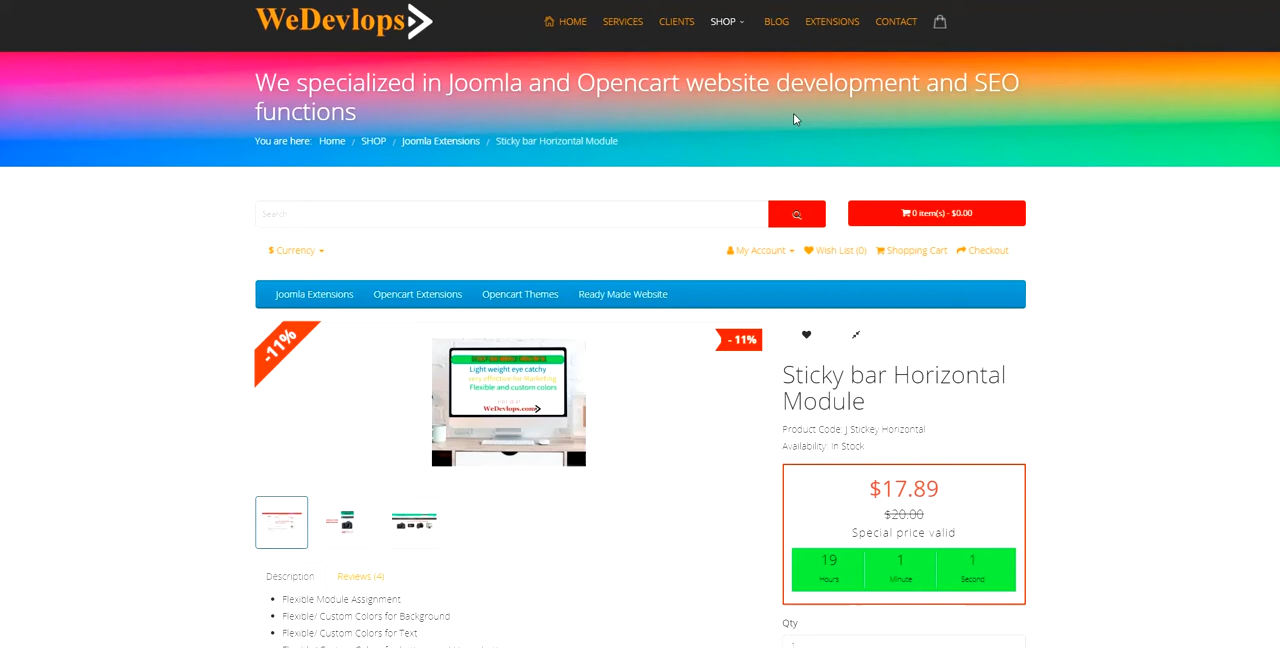 WeDevlops
HOME SERVICES CLIENTS SHOP BLOG EXTENSIONS CONTACT
We specialized in Joomla and Opencart website development and SEO
functions
You are here: Home / SHOP / Joomla Extensions / Sticky bar Horizontal Module
Search
0 item(s) - $0.00
$ Currency
My Account Wish List (0) Shopping Cart Checkout
Joomla Extensions Opencart Extensions Opencart Themes Ready Made Website
-11%
- 11%
Light weight eye catchy
very effective for Marketing
Flexible and custom colors
WeDevlops.com
Sticky bar Horizontal
Module
Product Code: J Stickey Horizontal
Availability: In Stock
$17.89
$20.00
Special price valid
19 1 1
Hours Minute Second
Description Reviews (4)
Flexible Module Assignment
Flexible/ Custom Colors for Background
Flexible/ Custom Colors for Text
Qty
1